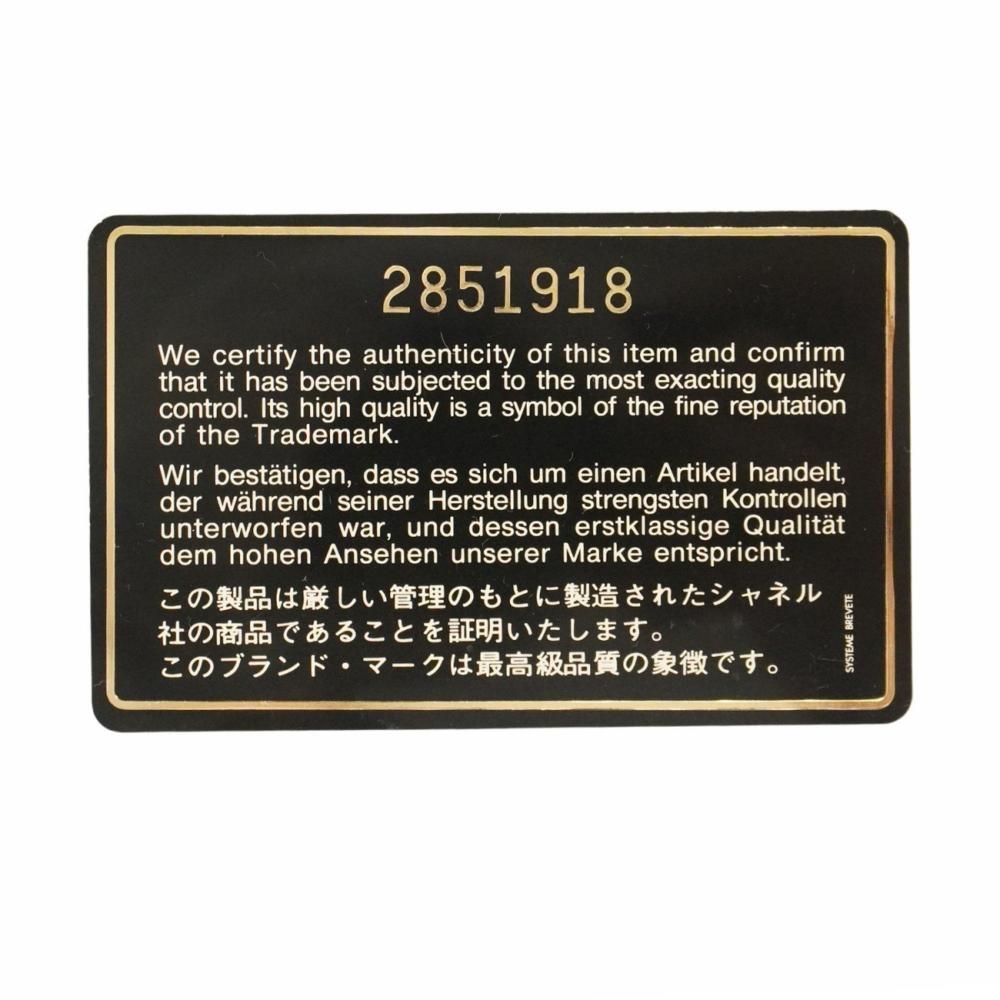 2851918
We certify the authenticity of this item and confirm
that it has been subjected to the most exacting quality
control. Its high quality is a symbol of the fine reputation
of the Trademark.
Wir bestätigen, dass es sich um einen Artikel handelt,
der während seiner Herstellung strengsten Kontrollen
unterworfen war, und dessen erstklassige Qualität
dem hohen Ansehen unserer Marke entspricht.
この製品は厳しい管理のもとに製造されたシャネル
社の商品であることを証明いたします。
このブランド・マークは最高級品質の象徴です。
SYSTEME BREVETE